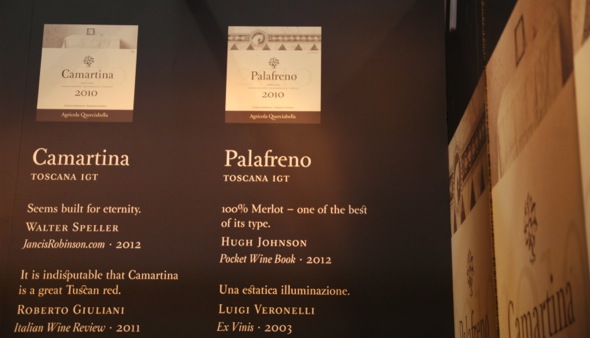 Camartina
2010
Agricola Querciabella
Camartina
TOSCANA IGT
Seems built for eternity.
WALTER SPELLER
JancisRobinson.com · 2012
It is indisputable that Camartina
is a great Tuscan red.
ROBERTO GIULIANI
Italian Wine Review · 2011
Palafreno
2010
Agricola Querciabella
Palafreno
TOSCANA IGT
100% Merlot – one of the best
of its type.
HUGH JOHNSON
Pocket Wine Book · 2012
Una estatica illuminazione.
LUIGI VERONELLI
Ex Vinis · 2003
Palafreno
Camartina